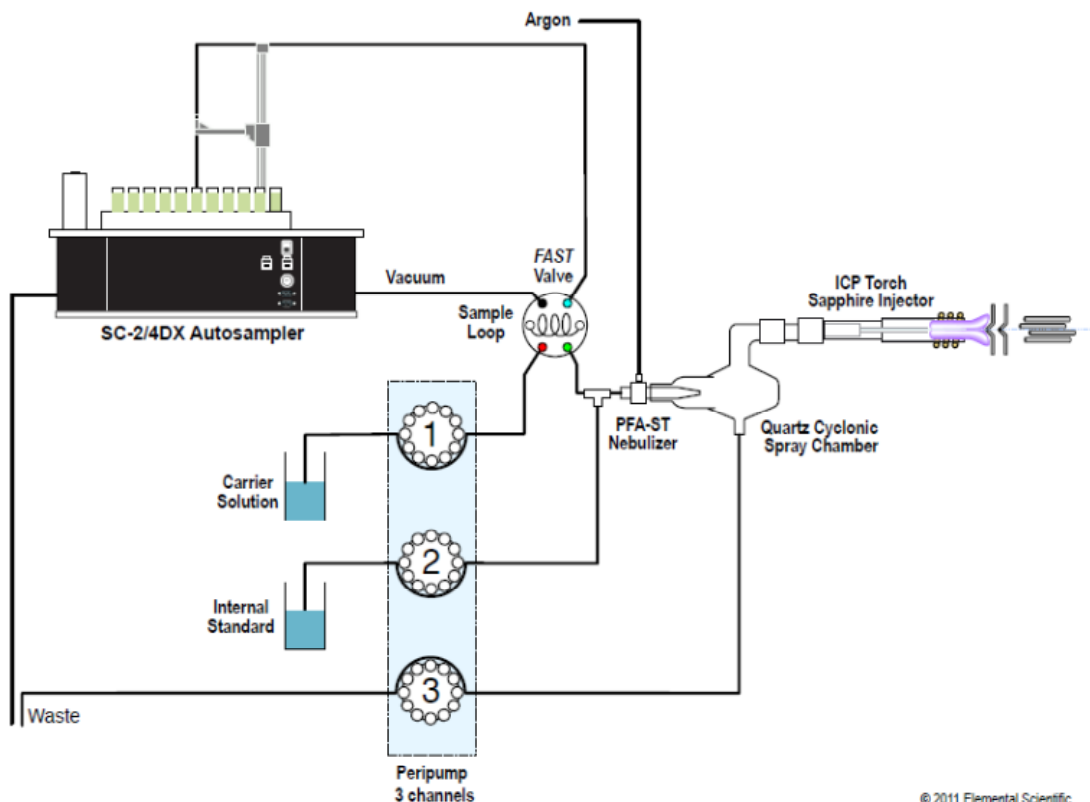 Argon
FAST
Valve
Vacuum
Sample
Loop
ICP Torch
Sapphire Injector
SC-2/4DX Autosampler
PFA-ST
Nebulizer
Quartz Cyclonic
Spray Chamber
1
Carrier
Solution
2
Internal
Standard
3
Waste
Peripump
3 channels
© 2011 Elemental Scientific